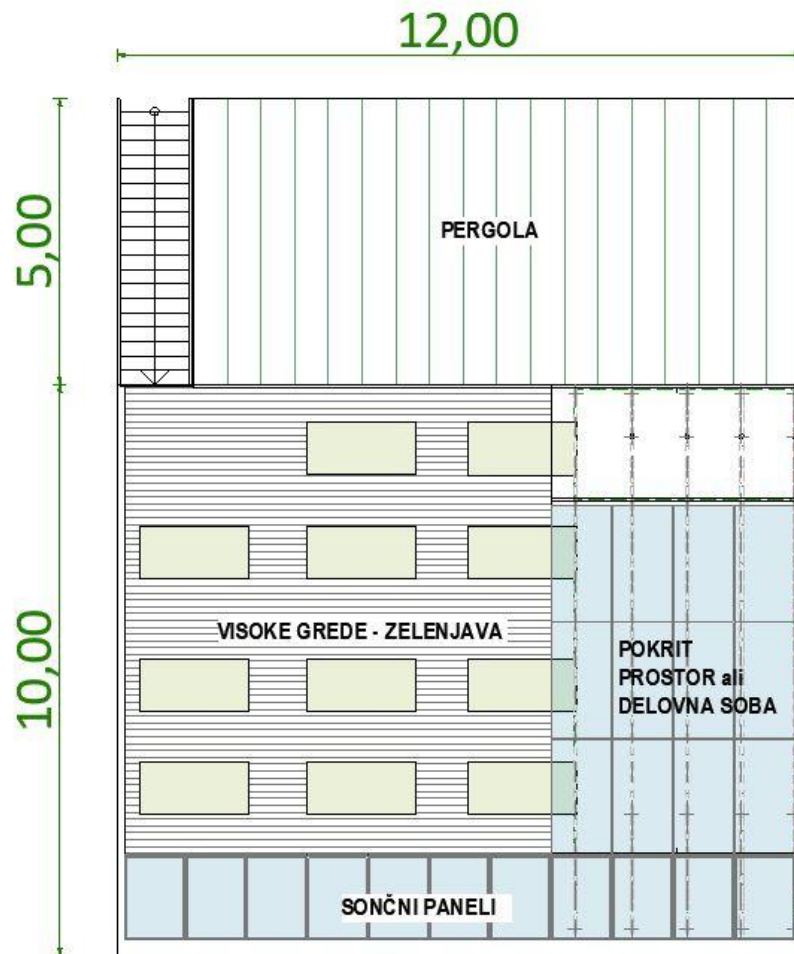 12,00
5,00
PERGOLA
10,00
VISOKE GREDE - ZELENJAVA
POKRIT
PROSTOR ali
DELOVNA SOBA
SONČNI PANELI